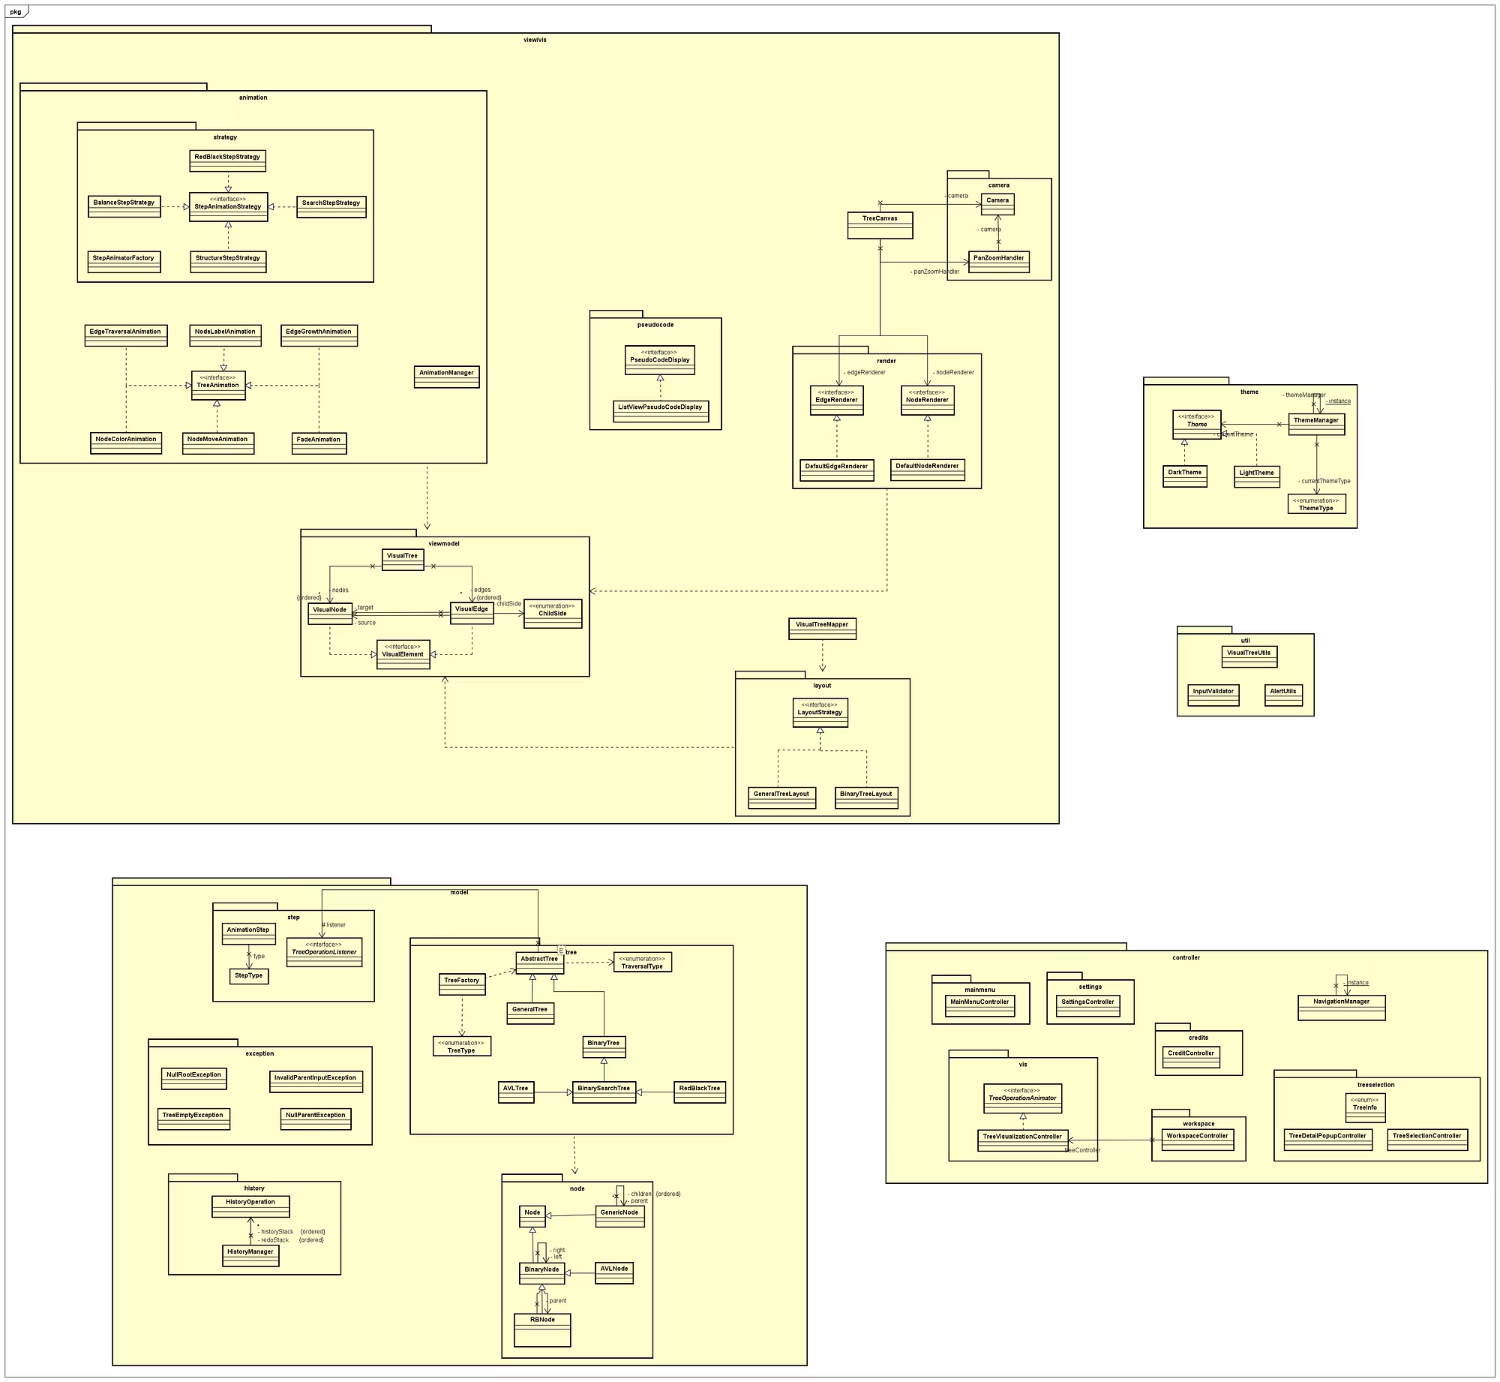 pkg
view/vis
animation
strategy
RedBlackStepStrategy
BalanceStepStrategy
<<interface>>
StepAnimationStrategy
SearchStepStrategy
StepAnimatorFactory
StructureStepStrategy
EdgeTraversalAnimation
NodeLabelAnimation
EdgeGrowthAnimation
<<interface>>
TreeAnimation
AnimationManager
NodeColorAnimation
NodeMoveAnimation
FadeAnimation
pseudocode
<<interface>>
PseudoCodeDisplay
ListViewPseudoCodeDisplay
TreeCanvas
camera
- camera
Camera
- camera
PanZoomHandler
- panZoomHandler
render
- edgeRenderer
- nodeRenderer
<<interface>>
EdgeRenderer
<<interface>>
NodeRenderer
DefaultEdgeRenderer
DefaultNodeRenderer
viewmodel
VisualTree
*
- nodes
{ordered}
*
- edges
{ordered}
VisualNode
- target
- source
VisualEdge
- childSide
<<enumeration>>
ChildSide
<<interface>>
VisualElement
VisualTreeMapper
layout
<<interface>>
LayoutStrategy
GeneralTreeLayout
BinaryTreeLayout
theme
- themeManager
- instance
<<interface>>
Theme
ThemeManager
- currentTheme
DarkTheme
LightTheme
- currentThemeType
<<enumeration>>
ThemeType
util
VisualTreeUtils
InputValidator
AlertUtils
model
step
AnimationStep
- type
StepType
# listener
<<interface>>
TreeOperationListener
tree
AbstractTree
<<enumeration>>
TraversalType
TreeFactory
GeneralTree
<<enumeration>>
TreeType
BinaryTree
AVLTree
BinarySearchTree
RedBlackTree
exception
NullRootException
InvalidParentInputException
TreeEmptyException
NullParentException
history
HistoryOperation
*
- historyStack {ordered}
- redoStack {ordered}
HistoryManager
node
- children {ordered}
- parent
Node
GenericNode
- right
- left
BinaryNode
AVLNode
- parent
RBNode
controller
mainmenu
MainMenuController
settings
SettingsController
- instance
NavigationManager
credits
CreditController
vis
<<interface>>
TreeOperationAnimator
TreeVisualizationController
- treeController
workspace
WorkspaceController
treeselection
<<enum>>
TreeInfo
TreeDetailPopupController
TreeSelectionController